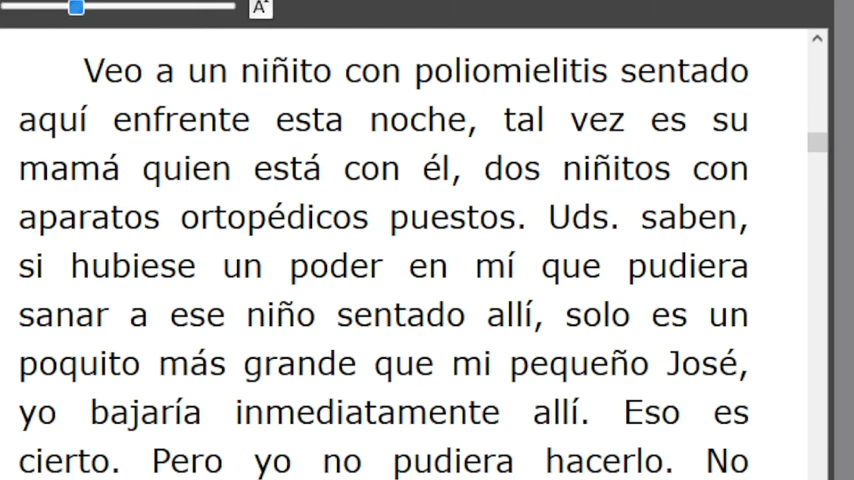 A
Veo a un niñito con poliomielitis sentado
aquí enfrente esta noche, tal vez es su
mamá quien está con él, dos niñitos con
aparatos ortopédicos puestos. Uds. saben,
si hubiese un poder en mí que pudiera
sanar a ese niño sentado allí, solo es un
poquito más grande que mi pequeño José,
yo bajaría inmediatamente allí. Eso es
cierto. Pero yo no pudiera hacerlo. No